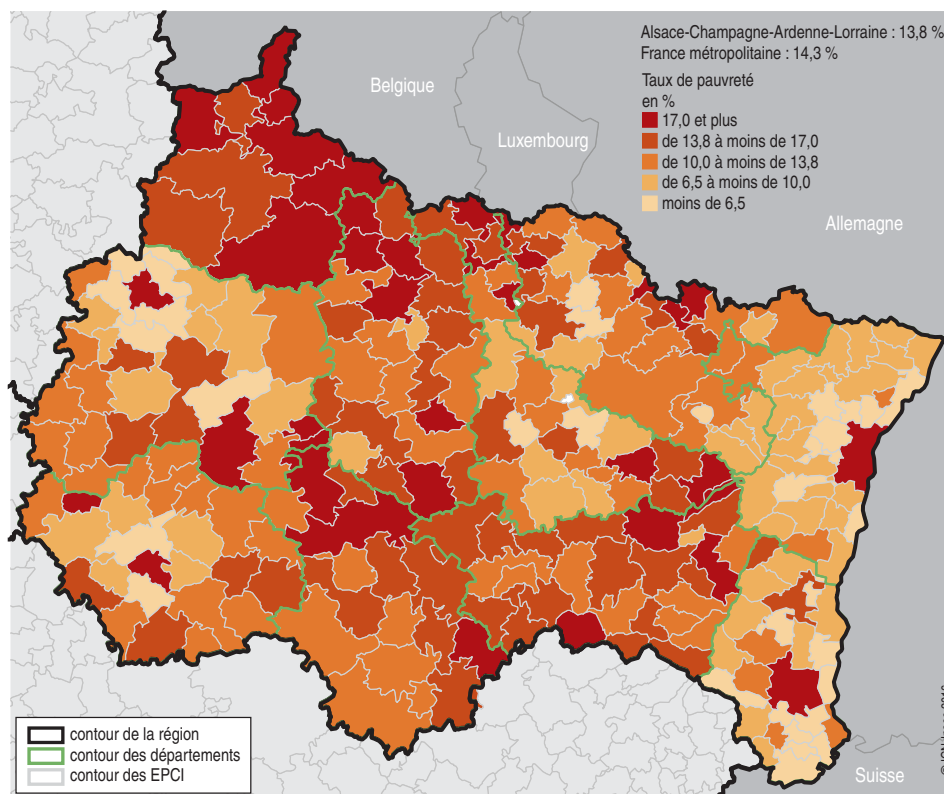 Alsace-Champagne-Ardenne-Lorraine : 13,8 %
France métropolitaine : 14,3 %
Taux de pauvreté
en %
17,0 et plus
de 13,8 à moins de 17,0
de 10,0 à moins de 13,8
de 6,5 à moins de 10,0
moins de 6,5
Belgique
Luxembourg
Allemagne
Suisse
contour de la région
contour des départements
contour des EPCI